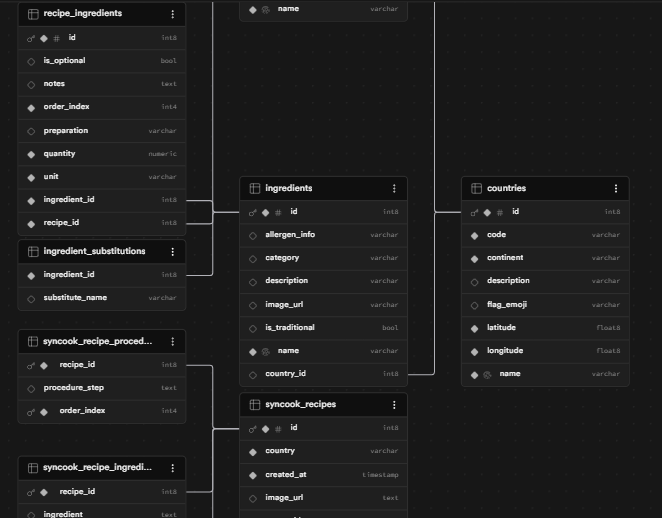 recipe_ingredients
id int8
is_optional bool
notes text
order_index int4
preparation varchar
quantity numeric
unit varchar
ingredient_id int8
recipe_id int8
ingredient_substitutions
ingredient_id int8
substitute_name varchar
syncook_recipe_proced...
recipe_id int8
procedure_step text
order_index int4
syncook_recipe_ingredi...
recipe_id int8
ingredient text
name varchar
ingredients
id int8
allergen_info varchar
category varchar
description varchar
image_url varchar
is_traditional bool
name varchar
country_id int8
syncook_recipes
id int8
country varchar
created_at timestamp
image_url text
countries
id int8
code varchar
continent varchar
description varchar
flag_emoji varchar
latitude float8
longitude float8
name varchar